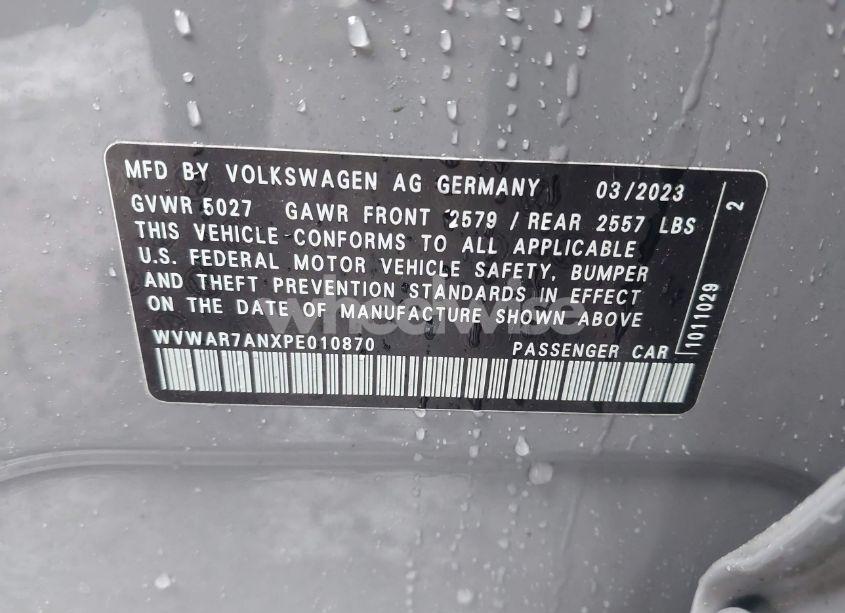 MFD BY VOLKSWAGEN AG GERMANY 03/2023
GVWR 5027 GAWR FRONT 2579 / REAR 2557 LBS
THIS VEHICLE CONFORMS TO ALL APPLICABLE
U.S. FEDERAL MOTOR VEHICLE SAFETY, BUMPER
AND THEFT PREVENTION STANDARDS IN EFFECT
ON THE DATE OF MANUFACTURE SHOWN ABOVE
WVWAR7ANXPE010870 PASSENGER CAR
1011029 2
wheelwise